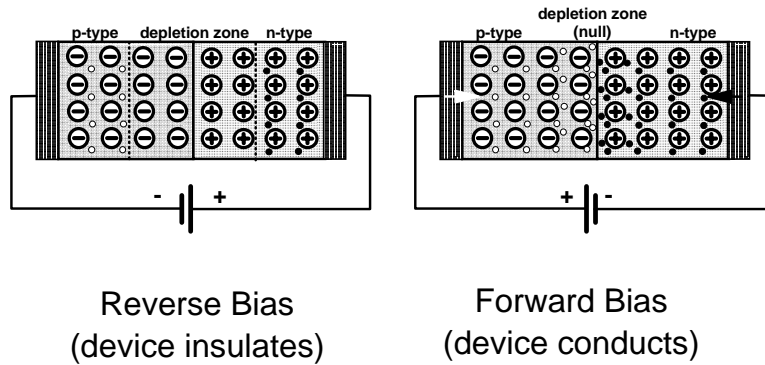 p-type depletion zone n-type
- +
Reverse Bias
(device insulates)
depletion zone
(null)
p-type n-type
+ -
Forward Bias
(device conducts)